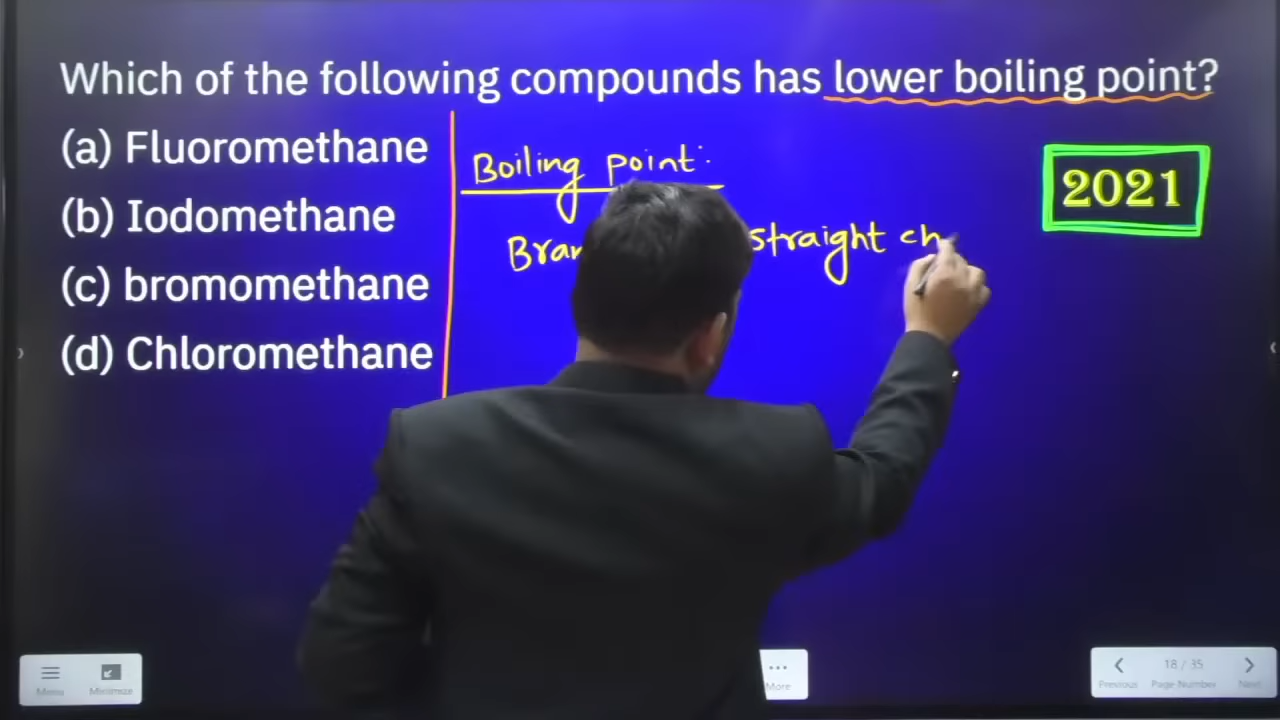 Which of the following compounds has lower boiling point?
(a) Fluoromethane
(b) Iodomethane
(c) bromomethane
(d) Chloromethane
Boiling point:
straight ch
2021
Menu
Minimize
More
18 / 35
Previous
Page Number
Next